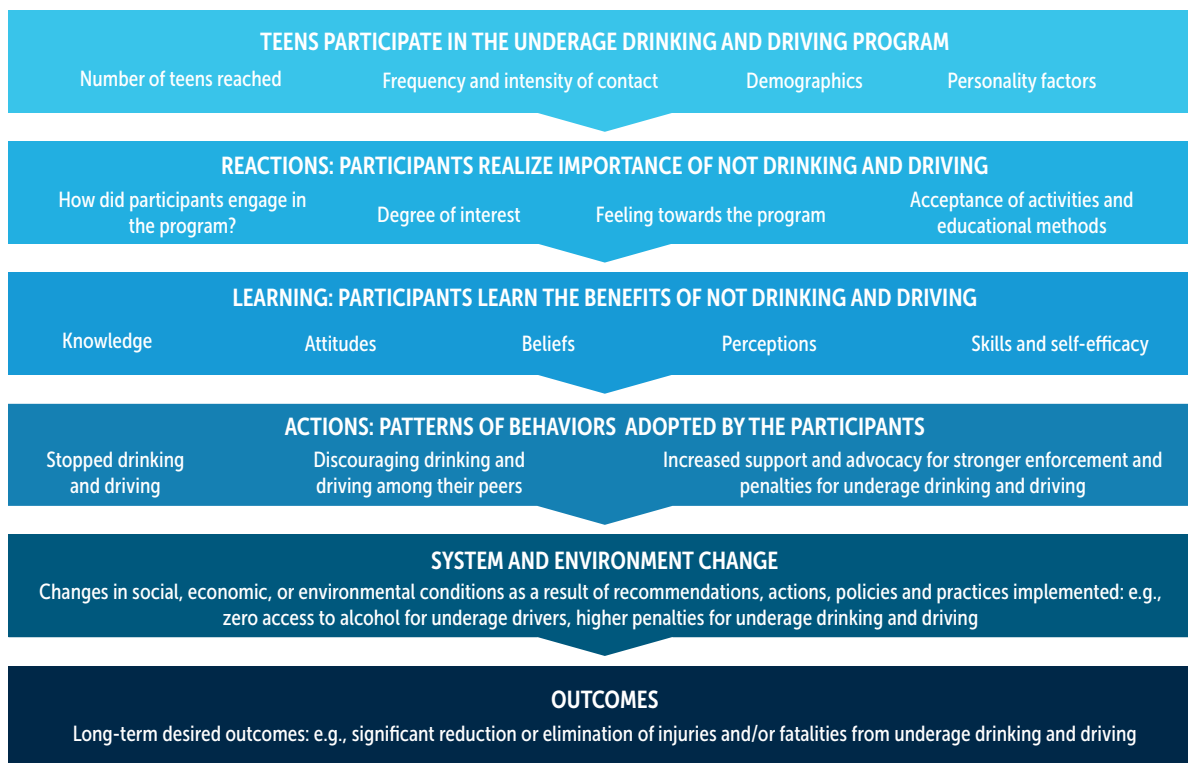 TEENS PARTICIPATE IN THE UNDERAGE DRINKING AND DRIVING PROGRAM
Number of teens reached
Frequency and intensity of contact
Demographics
Personality factors
REACTIONS: PARTICIPANTS REALIZE IMPORTANCE OF NOT DRINKING AND DRIVING
How did participants engage in
the program?
Degree of interest
Feeling towards the program
Acceptance of activities and
educational methods
LEARNING: PARTICIPANTS LEARN THE BENEFITS OF NOT DRINKING AND DRIVING
Knowledge
Attitudes
Beliefs
Perceptions
Skills and self-efficacy
ACTIONS: PATTERNS OF BEHAVIORS ADOPTED BY THE PARTICIPANTS
Stopped drinking
and driving
Discouraging drinking and
driving among their peers
Increased support and advocacy for stronger enforcement and
penalties for underage drinking and driving
SYSTEM AND ENVIRONMENT CHANGE
Changes in social, economic, or environmental conditions as a result of recommendations, actions, policies and practices implemented: e.g.,
zero access to alcohol for underage drivers, higher penalties for underage drinking and driving
OUTCOMES
Long-term desired outcomes: e.g., significant reduction or elimination of injuries and/or fatalities from underage drinking and driving